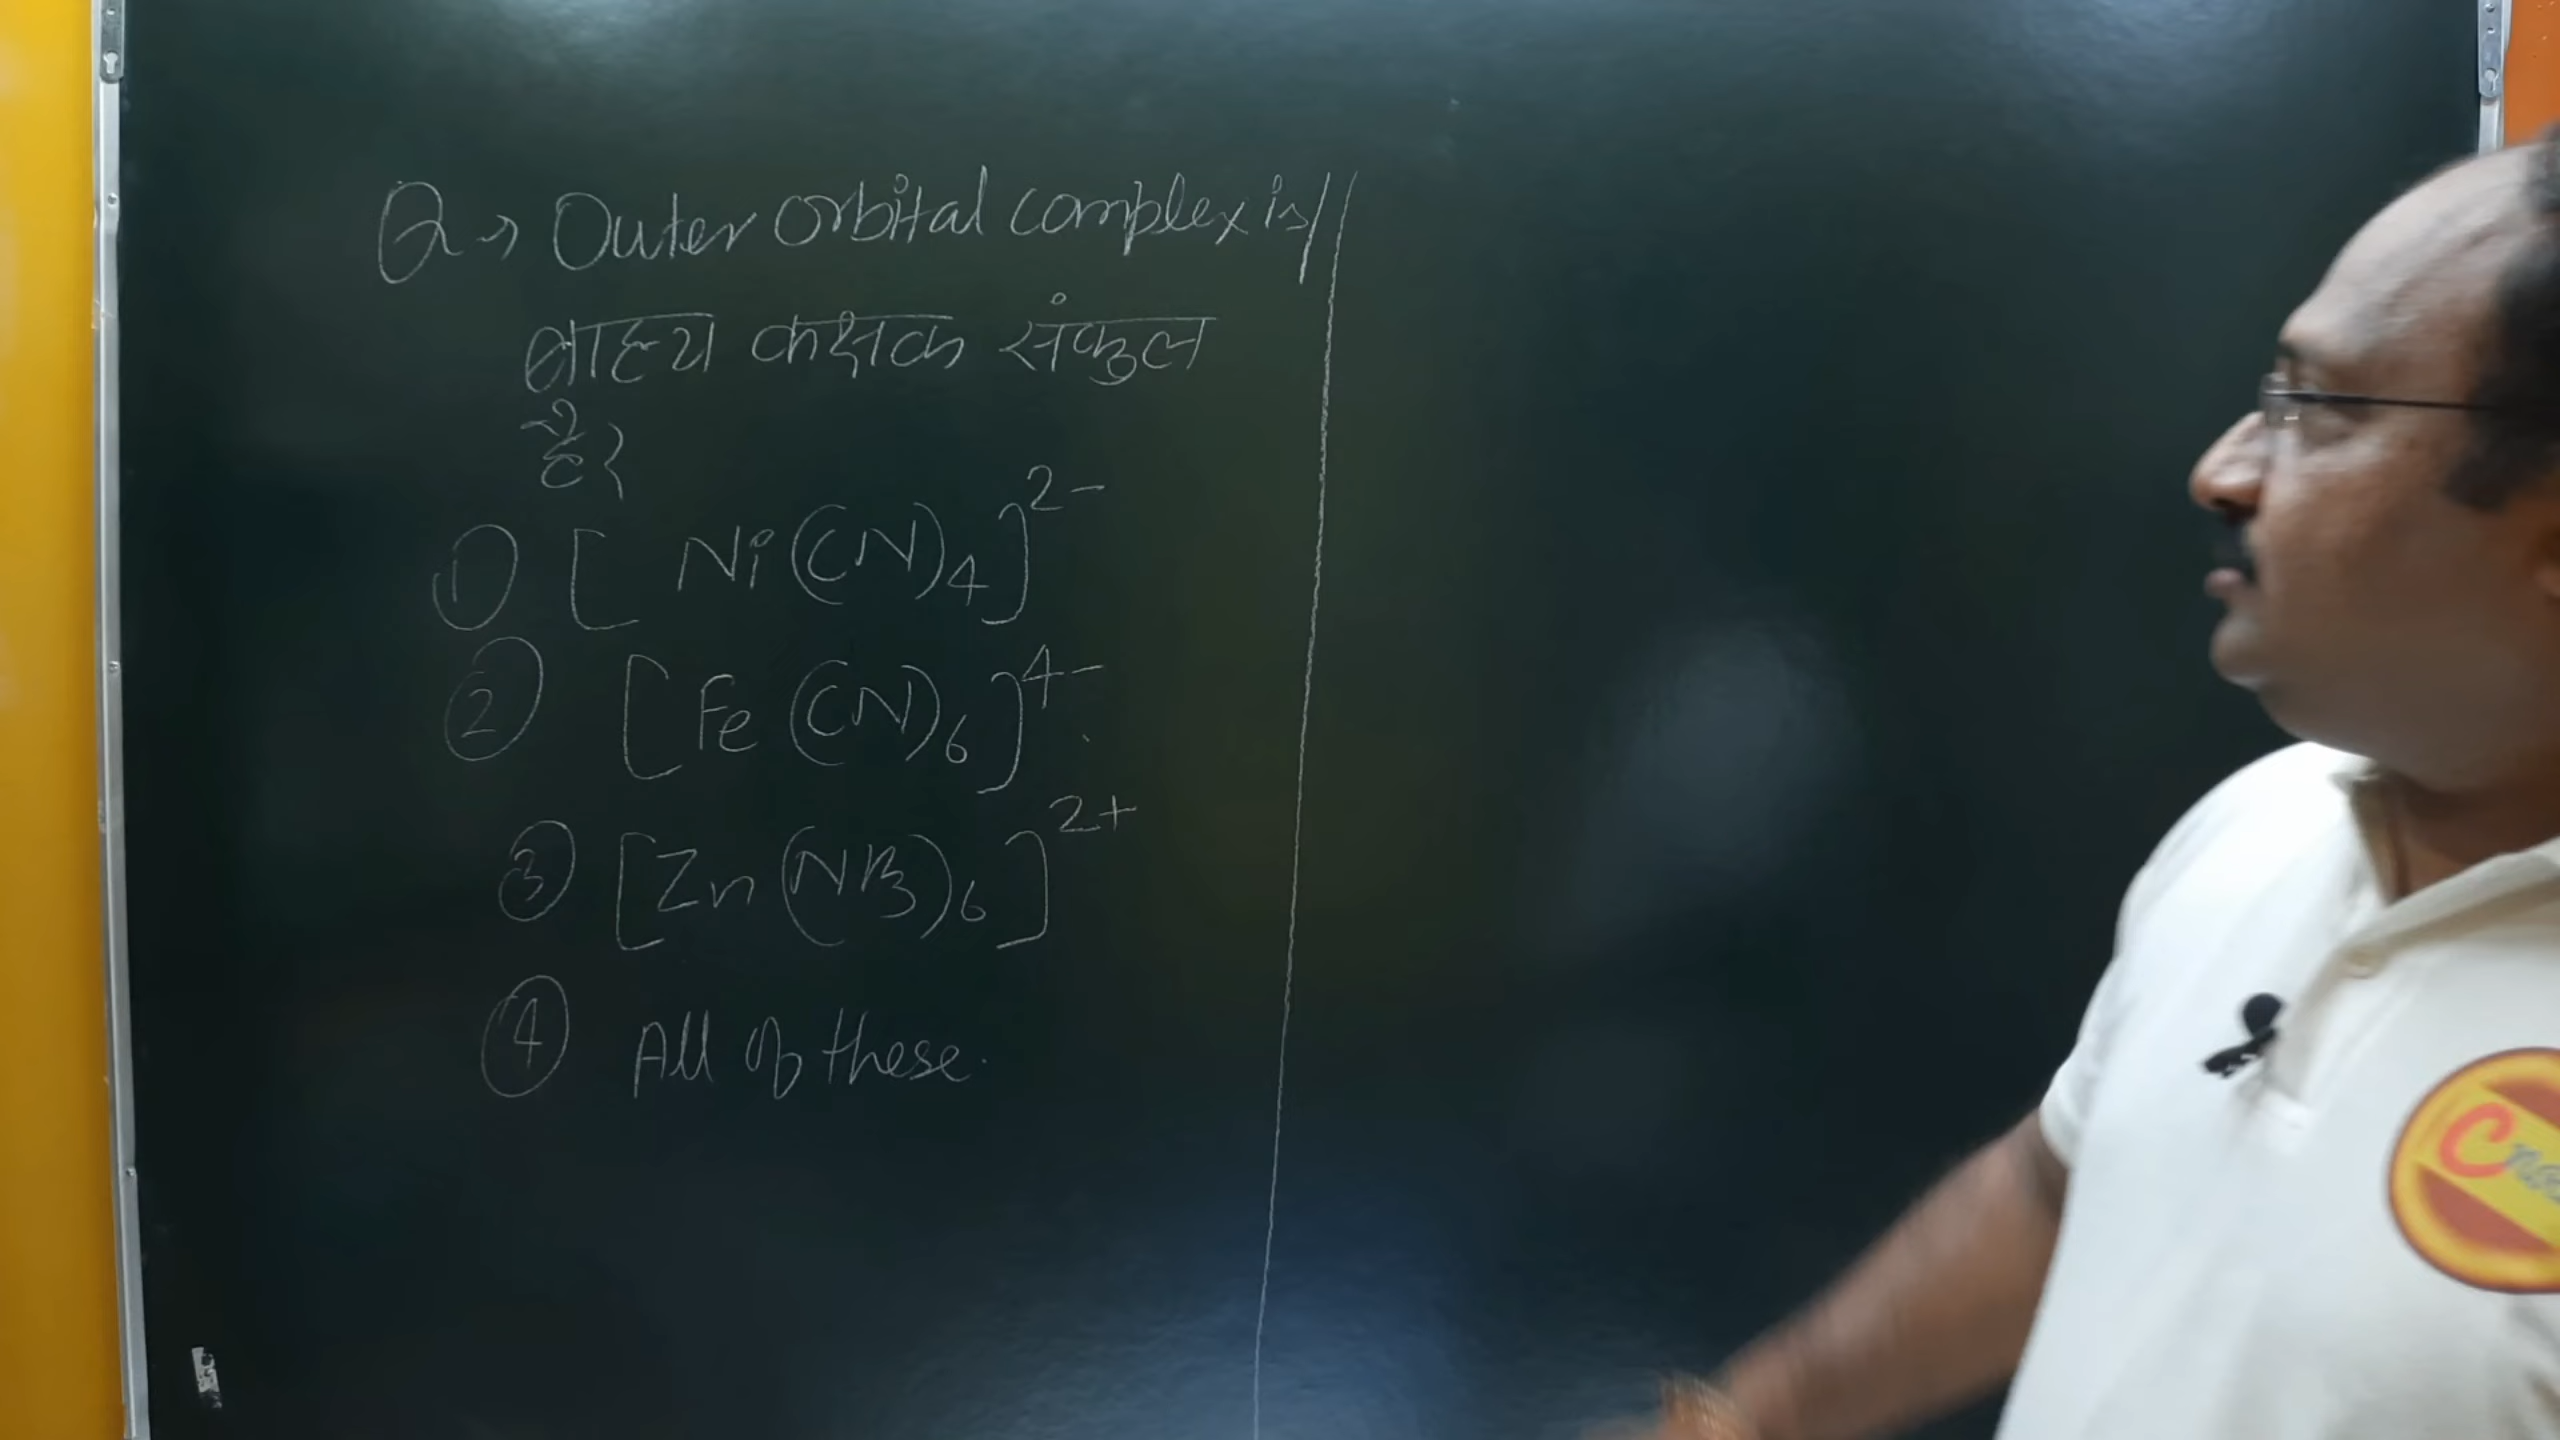 Q → Outer orbital complex is
बाह्य कक्षक संकुल
है?
① [Ni(CN)4]2-
② [Fe(CN)6]4-
③ [Zn(NH3)6]2+
④ All of these.